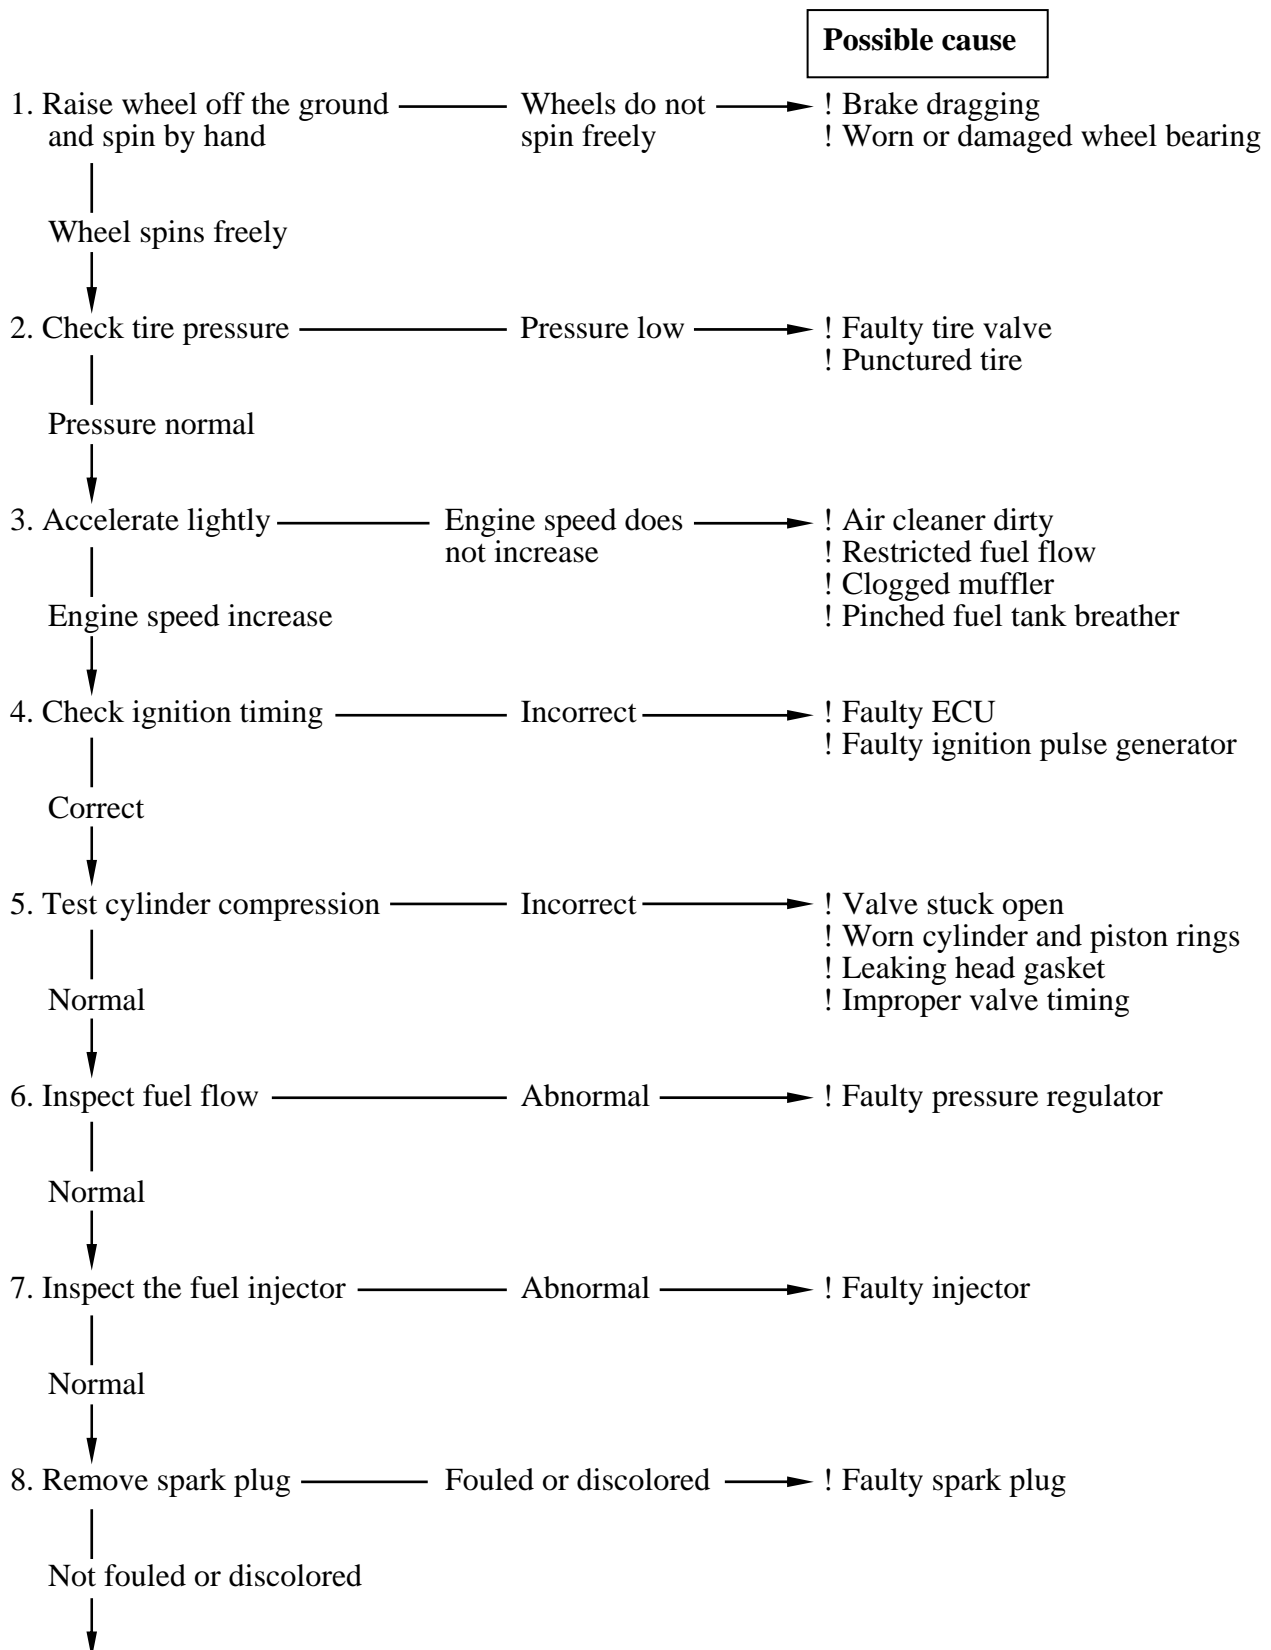 Possible cause
1. Raise wheel off the ground Wheels do not ! Brake dragging
and spin by hand spin freely ! Worn or damaged wheel bearing
Wheel spins freely
2. Check tire pressure Pressure low ! Faulty tire valve
! Punctured tire
Pressure normal
3. Accelerate lightly Engine speed does ! Air cleaner dirty
not increase ! Restricted fuel flow
! Clogged muffler
Engine speed increase ! Pinched fuel tank breather
4. Check ignition timing Incorrect ! Faulty ECU
! Faulty ignition pulse generator
Correct
5. Test cylinder compression Incorrect ! Valve stuck open
! Worn cylinder and piston rings
! Leaking head gasket
Normal ! Improper valve timing
6. Inspect fuel flow Abnormal ! Faulty pressure regulator
Normal
7. Inspect the fuel injector Abnormal ! Faulty injector
Normal
8. Remove spark plug Fouled or discolored ! Faulty spark plug
Not fouled or discolored